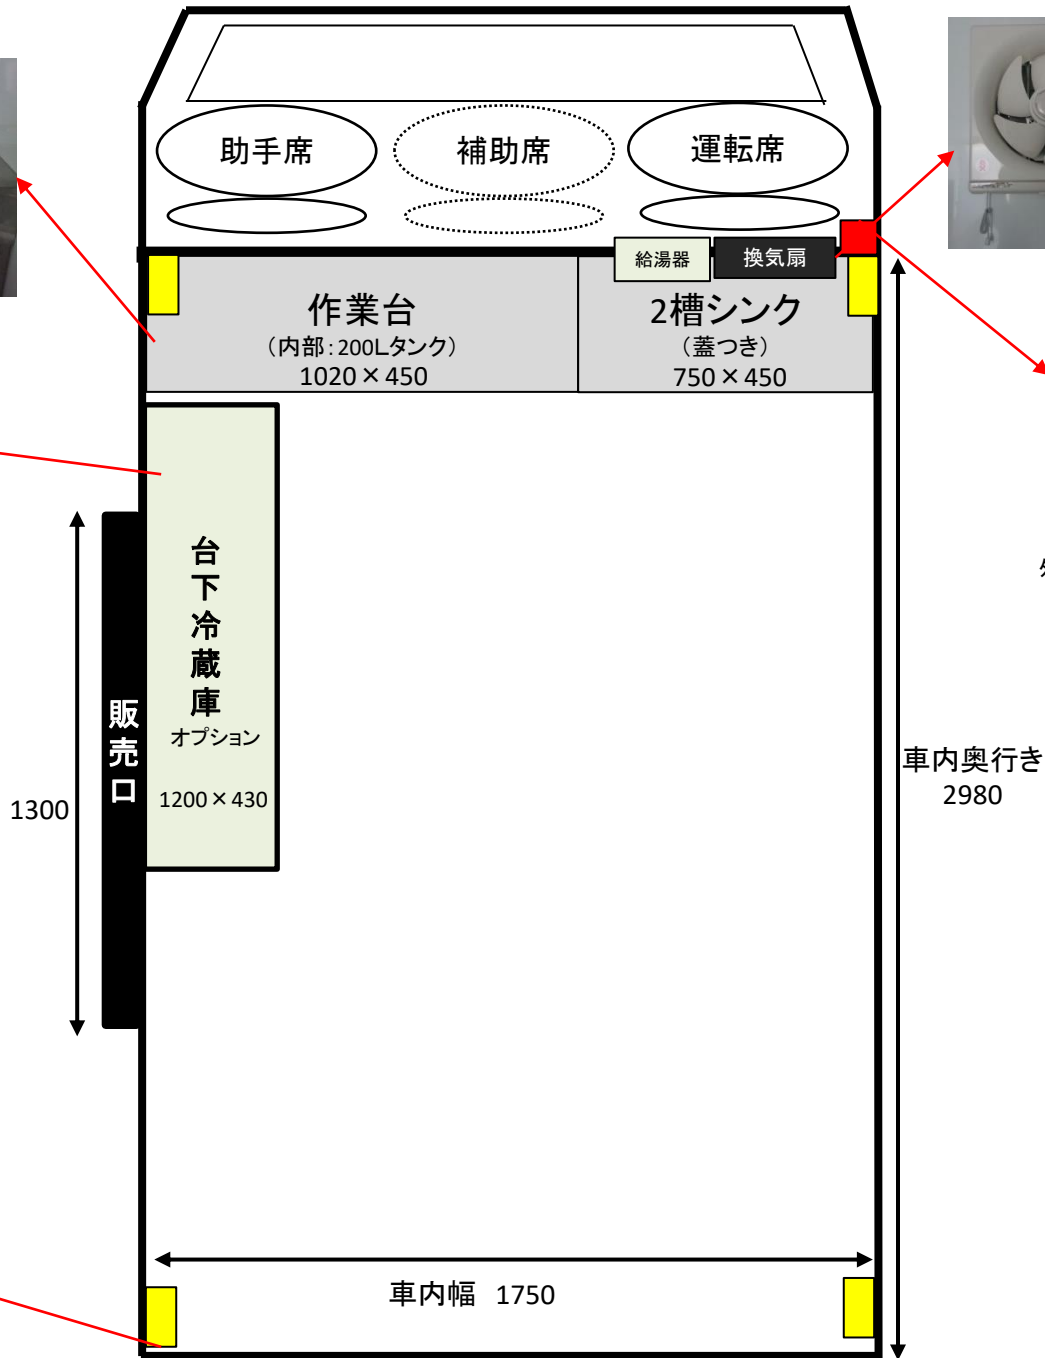 助手席
補助席
運転席
給湯器
換気扇
作業台
（内部：200Lタンク）
1020×450
2槽シンク
（蓋つき）
750×450
台下冷蔵庫
オプション
1200×430
販売口
1300
車内奥行き
2980
車内幅 1750